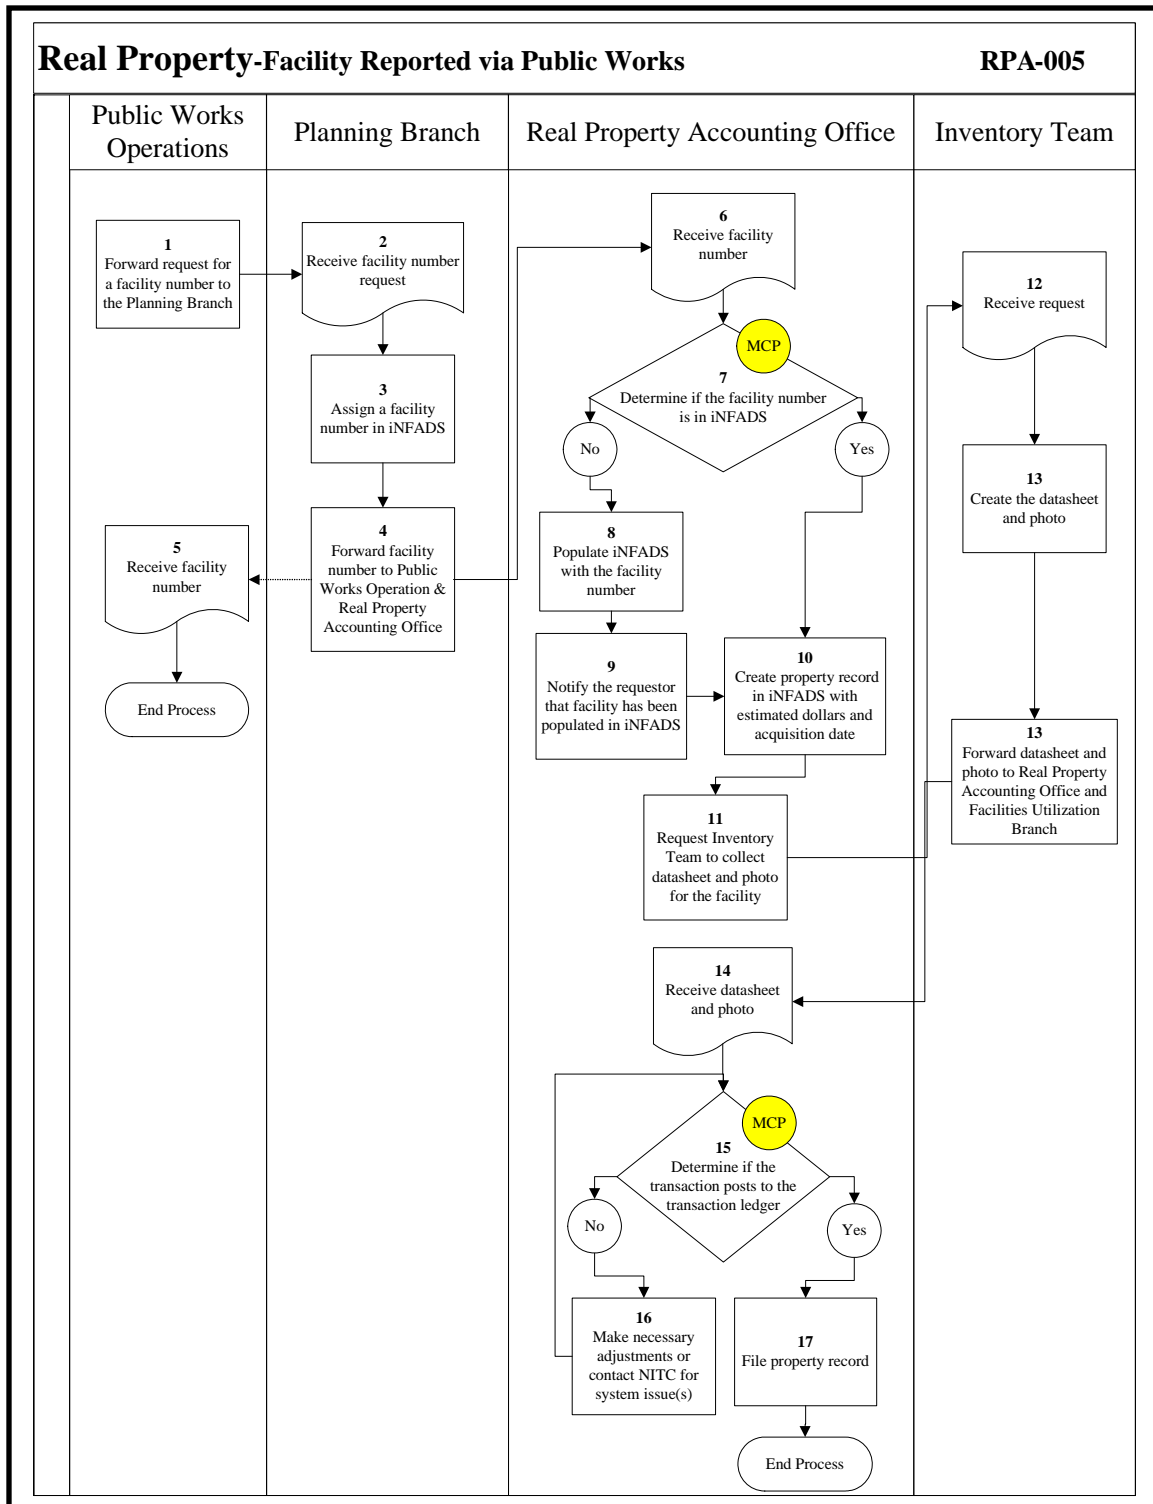 Real Property-Facility Reported via Public Works RPA-005
Public Works
Operations
Planning Branch
Real Property Accounting Office
Inventory Team
1
Forward request for
a facility number to
the Planning Branch
2
Receive facility number
request
3
Assign a facility
number in iNFADS
4
Forward facility
number to Public
Works Operation &
Real Property
Accounting Office
5
Receive facility
number
End Process
6
Receive facility
number
MCP
7
Determine if the facility number
is in iNFADS
No
Yes
8
Populate iNFADS
with the facility
number
9
Notify the requestor
that facility has been
populated in iNFADS
10
Create property record
in iNFADS with
estimated dollars and
acquisition date
11
Request Inventory
Team to collect
datasheet and photo
for the facility
12
Receive request
13
Create the datasheet
and photo
13
Forward datasheet and
photo to Real Property
Accounting Office and
Facilities Utilization
Branch
14
Receive datasheet
and photo
MCP
15
Determine if the
transaction posts to the
transaction ledger
No
Yes
16
Make necessary
adjustments or
contact NITC for
system issue(s)
17
File property record
End Process